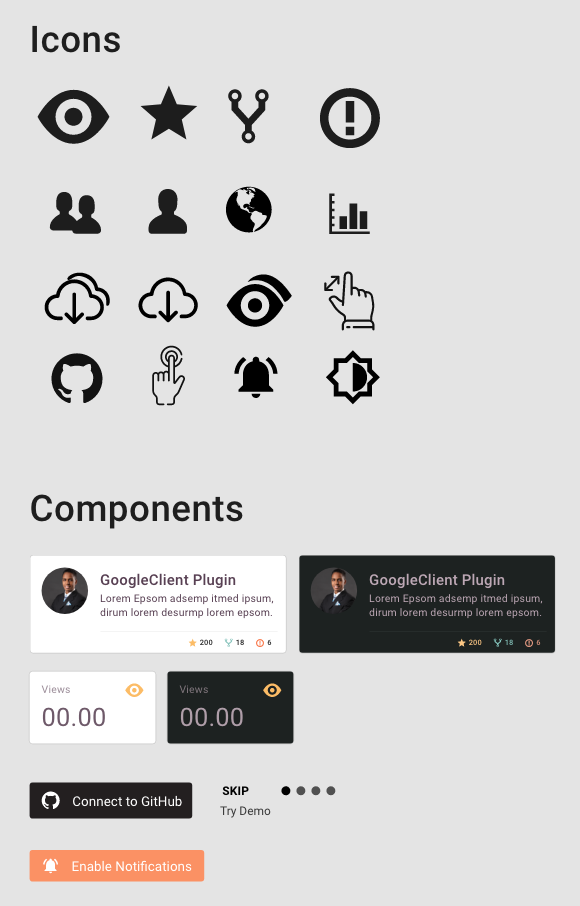 Icons
Components
GoogleClient Plugin
Lorem Epsom adsemp itmed ipsum,
dirum lorem desurmp lorem epsom.
200 18 6
GoogleClient Plugin
Lorem Epsom adsemp itmed ipsum,
dirum lorem desurmp lorem epsom.
200 18 6
Views
00.00
Views
00.00
Connect to GitHub
SKIP
Try Demo
Enable Notifications